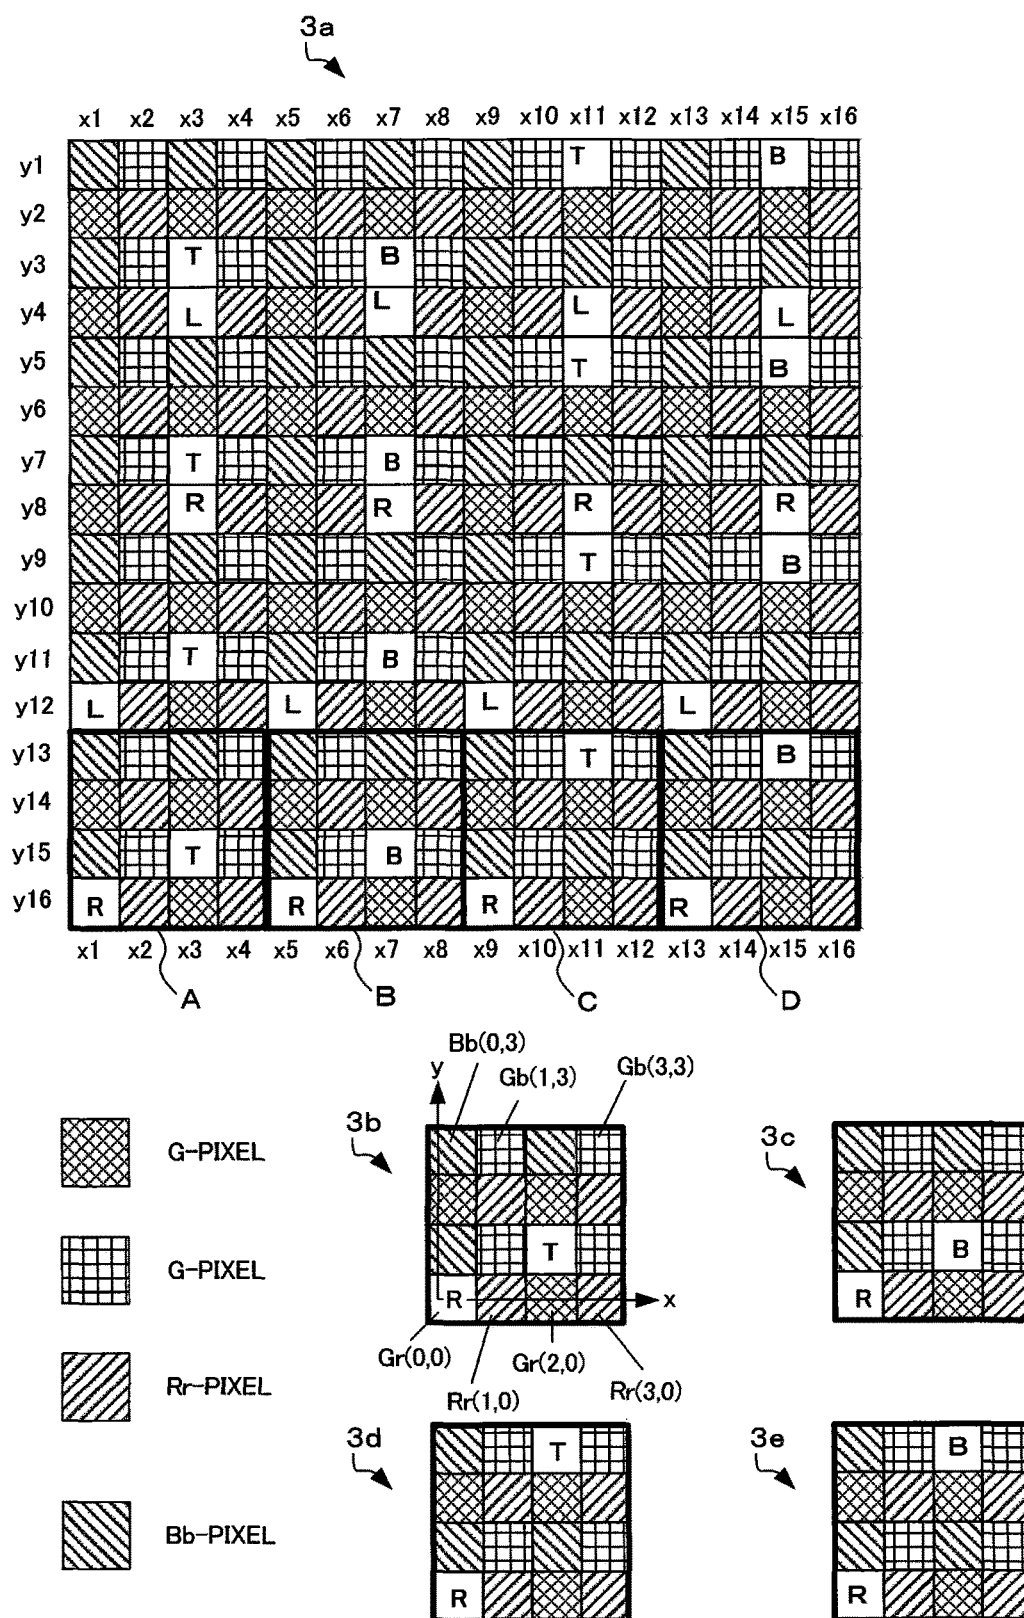 3a
x1 x2 x3 x4 x5 x6 x7 x8 x9 x10 x11 x12 x13 x14 x15 x16
y1 T B
y2
y3 T B
y4 L L L L
y5 T B
y6
y7 T B
y8 R R R R
y9 T B
y10
y11 T B
y12 L L L L
y13 T B
y14
y15 T B
y16 R R R R
x1 x2 x3 x4 x5 x6 x7 x8 x9 x10 x11 x12 x13 x14 x15 x16
A B C D
Bb(0,3)
Gb(1,3) Gb(3,3)
y
3b 3c
G-PIXEL
T B
G-PIXEL
R x R
Gr(0,0) Gr(2,0) Rr(3,0)
Rr(1,0)
Rr-PIXEL
3d T 3e B
Bb-PIXEL
R R